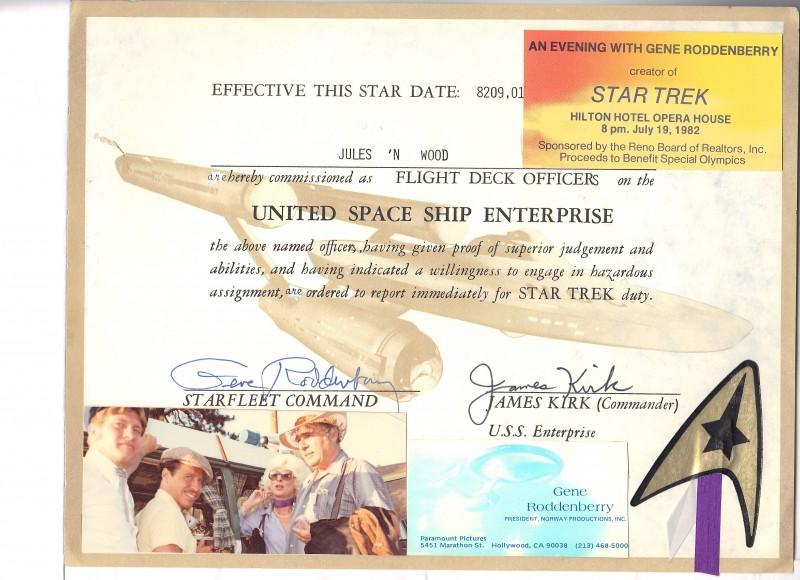 AN EVENING WITH GENE RODDENBERRY
creator of
STAR TREK
HILTON HOTEL OPERA HOUSE
8 pm. July 19, 1982
Sponsored by the Reno Board of Realtors, Inc.
Proceeds to Benefit Special Olympics
EFFECTIVE THIS STAR DATE: 8209,01
JULES 'N WOOD
are hereby commissioned as FLIGHT DECK OFFICERS on the
UNITED SPACE SHIP ENTERPRISE
the above named officers, having given proof of superior judgement and
abilities, and having indicated a willingness to engage in hazardous
assignment, are ordered to report immediately for STAR TREK duty.
Gene Roddenberry
STARFLEET COMMAND
James Kirk
JAMES KIRK (Commander)
U.S.S. Enterprise
Gene
Roddenberry
PRESIDENT, NORWAY PRODUCTIONS, INC.
Paramount Pictures
5451 Marathon St. Hollywood, CA 90038 (213) 468-5000